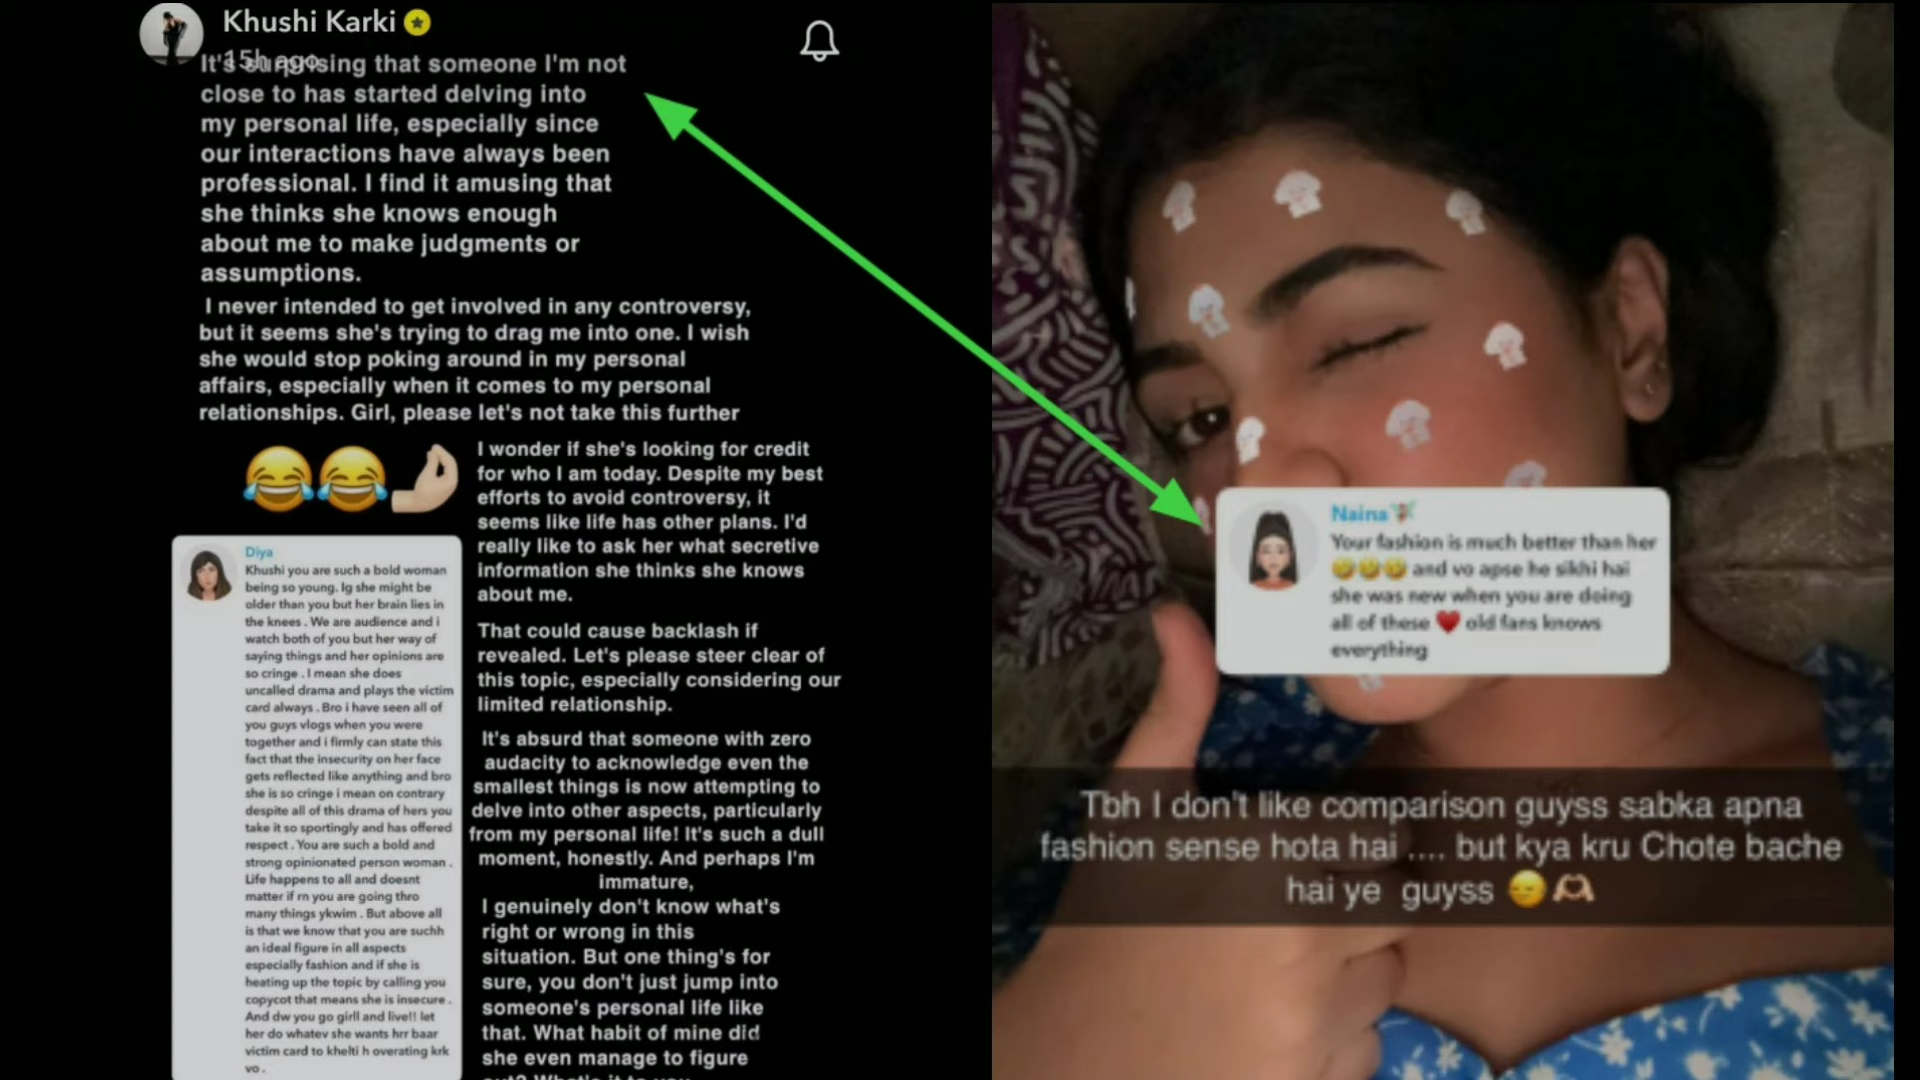 Khushi Karki
15h ago
It's surprising that someone I'm not
close to has started delving into
my personal life, especially since
our interactions have always been
professional. I find it amusing that
she thinks she knows enough
about me to make judgments or
assumptions.
I never intended to get involved in any controversy,
but it seems she's trying to drag me into one. I wish
she would stop poking around in my personal
affairs, especially when it comes to my personal
relationships. Girl, please let's not take this further
😂😂🤌🏻
I wonder if she's looking for credit
for who I am today. Despite my best
efforts to avoid controversy, it
seems like life has other plans. I'd
really like to ask her what secretive
information she thinks she knows
about me.
That could cause backlash if
revealed. Let's please steer clear of
this topic, especially considering our
limited relationship.
It's absurd that someone with zero
audacity to acknowledge even the
smallest things is now attempting to
delve into other aspects, particularly
from my personal life! It's such a dull
moment, honestly. And perhaps I'm
immature,
I genuinely don't know what's
right or wrong in this
situation. But one thing's for
sure, you don't just jump into
someone's personal life like
that. What habit of mine did
she even manage to figure
Diya
Khushi you are such a bold woman
being so young. Ig she might be
older than you but her brain lies in
the knees . We are audience and i
watch both of you but her way of
saying things and her opinions are
so cringe . I mean she does
uncalled drama and plays the victim
card always . Bro i have seen all of
you guys vlogs when you were
together and i firmly can state this
fact that the insecurity on her face
gets reflected like anything and bro
she is so cringe i mean on contrary
despite all of this drama of hers you
take it so sportingly and has offered
respect . You are such a bold and
strong opinionated person woman .
Life happens to all and doesnt
matter if rn you are going thro
many things ykwim . But above all
is that we know that you are suchh
an ideal figure in all aspects
especially fashion and if she is
heating up the topic by calling you
copycot that means she is insecure .
And dw you go girll and live!! let
her do whatev she wants hrr baar
victim card to khelti h overating krk
vo .
Naina
Your fashion is much better than her
🤣🤣🤣 and vo apse he sikhi hai
she was new when you are doing
all of these ❤️ old fans knows
everything
Tbh I don't like comparison guyss sabka apna
fashion sense hota hai .... but kya kru Chote bache
hai ye guyss 😑🫶🏼